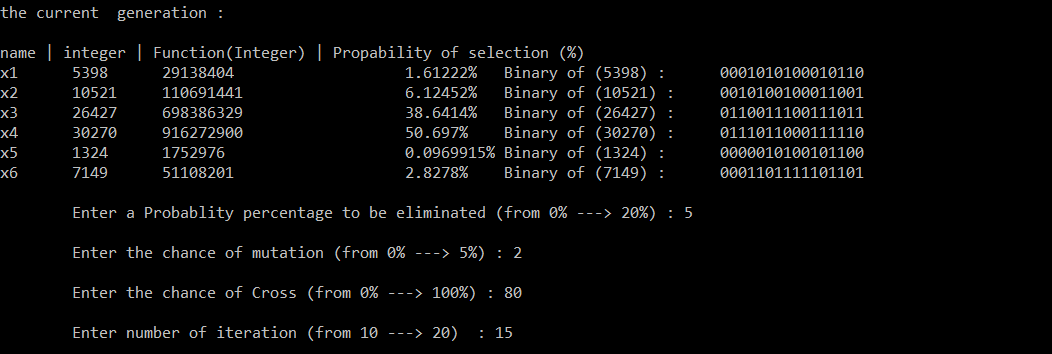 the current  generation :
name | integer | Function(Integer) | Propability of selection (%)
x1      5398      29138404                   1.61222%   Binary of (5398) :      0001010100010110
x2      10521     110691441                  6.12452%   Binary of (10521) :     0010100100011001
x3      26427     698386329                  38.6414%   Binary of (26427) :     0110011100111011
x4      30270     916272900                  50.697%    Binary of (30270) :     0111011000111110
x5      1324      1752976                    0.0969915% Binary of (1324) :      0000010100101100
x6      7149      51108201                   2.8278%    Binary of (7149) :      0001101111101101
Enter a Probablity percentage to be eliminated (from 0% ---> 20%) : 5
Enter the chance of mutation (from 0% ---> 5%) : 2
Enter the chance of Cross (from 0% ---> 100%) : 80
Enter number of iteration (from 10 ---> 20)  : 15